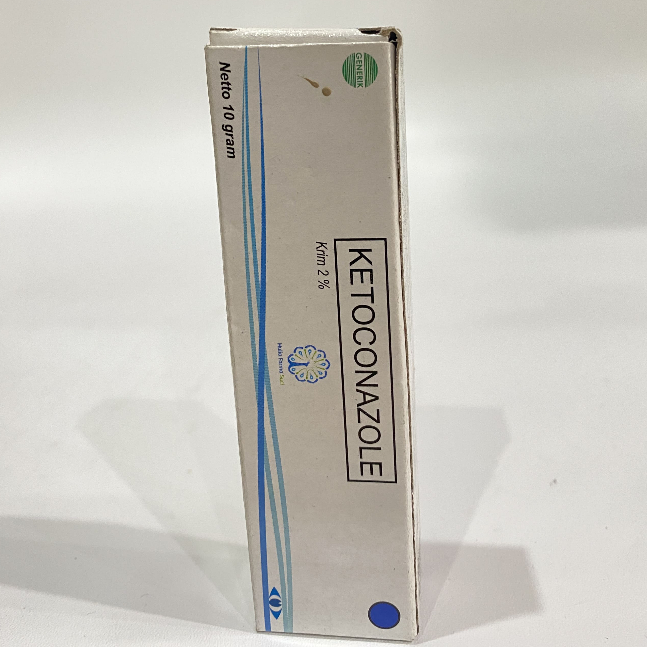 GENERIK
KETOCONAZOLE
Krim 2 %
Netto 10 gram